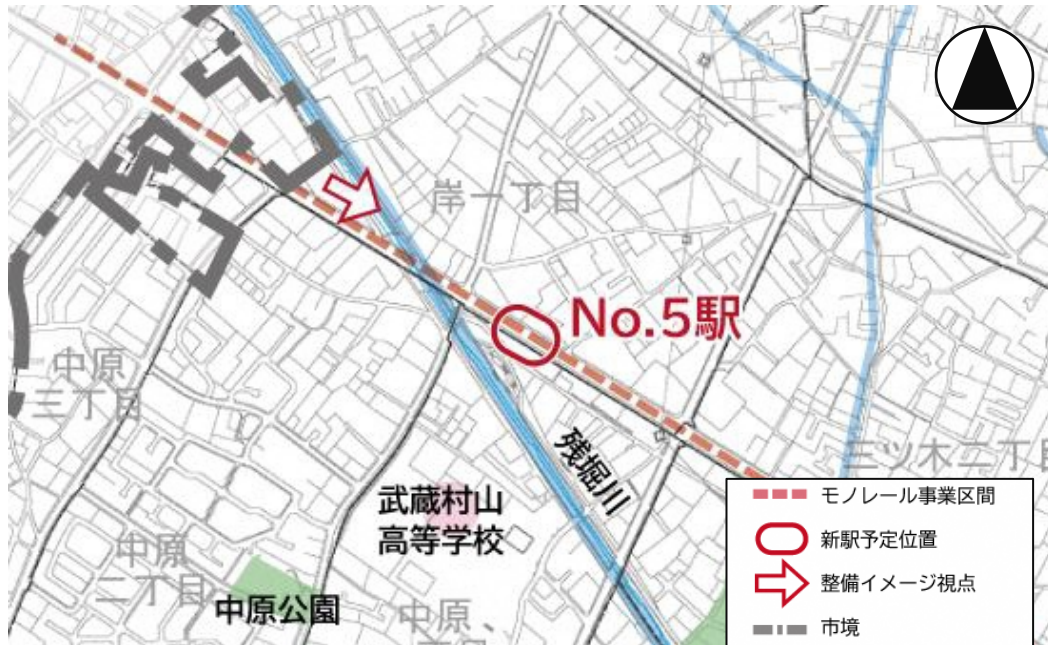 岸一丁目
No.5駅
中原
三丁目
残堀川
三ツ木二丁目
武蔵村山
高等学校
中原
二丁目
中原公園
中原、
モノレール事業区間
新駅予定位置
整備イメージ視点
市境